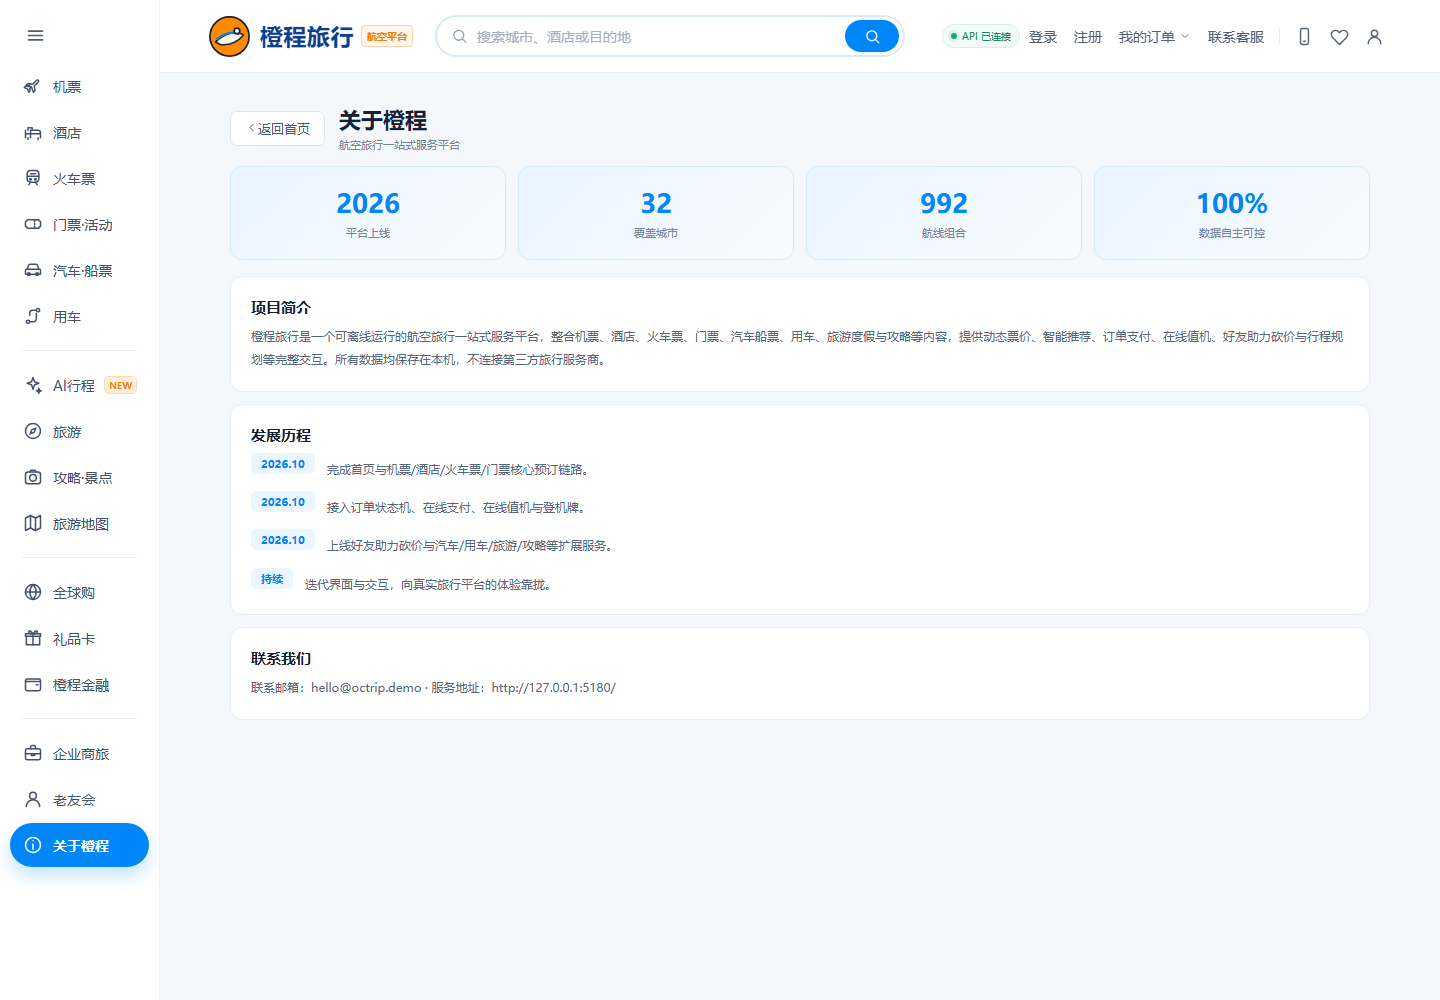 橙程旅行 航空平台
搜索城市、酒店或目的地
API 已连接 登录 注册 我的订单 联系客服
机票
酒店
火车票
门票·活动
汽车·船票
用车
AI行程 NEW
旅游
攻略·景点
旅游地图
全球购
礼品卡
橙程金融
企业商旅
老友会
关于橙程
返回首页
关于橙程
航空旅行一站式服务平台
2026
平台上线
32
覆盖城市
992
航线组合
100%
数据自主可控
项目简介
橙程旅行是一个可离线运行的航空旅行一站式服务平台，整合机票、酒店、火车票、门票、汽车船票、用车、旅游度假与攻略等内容，提供动态票价、智能推荐、订单支付、在线值机、好友助力砍价与行程规
划等完整交互。所有数据均保存在本机，不连接第三方旅行服务商。
发展历程
2026.10 完成首页与机票/酒店/火车票/门票核心预订链路。
2026.10 接入订单状态机、在线支付、在线值机与登机牌。
2026.10 上线好友助力砍价与汽车/用车/旅游/攻略等扩展服务。
持续 迭代界面与交互，向真实旅行平台的体验靠拢。
联系我们
联系邮箱：hello@octrip.demo · 服务地址：http://127.0.0.1:5180/